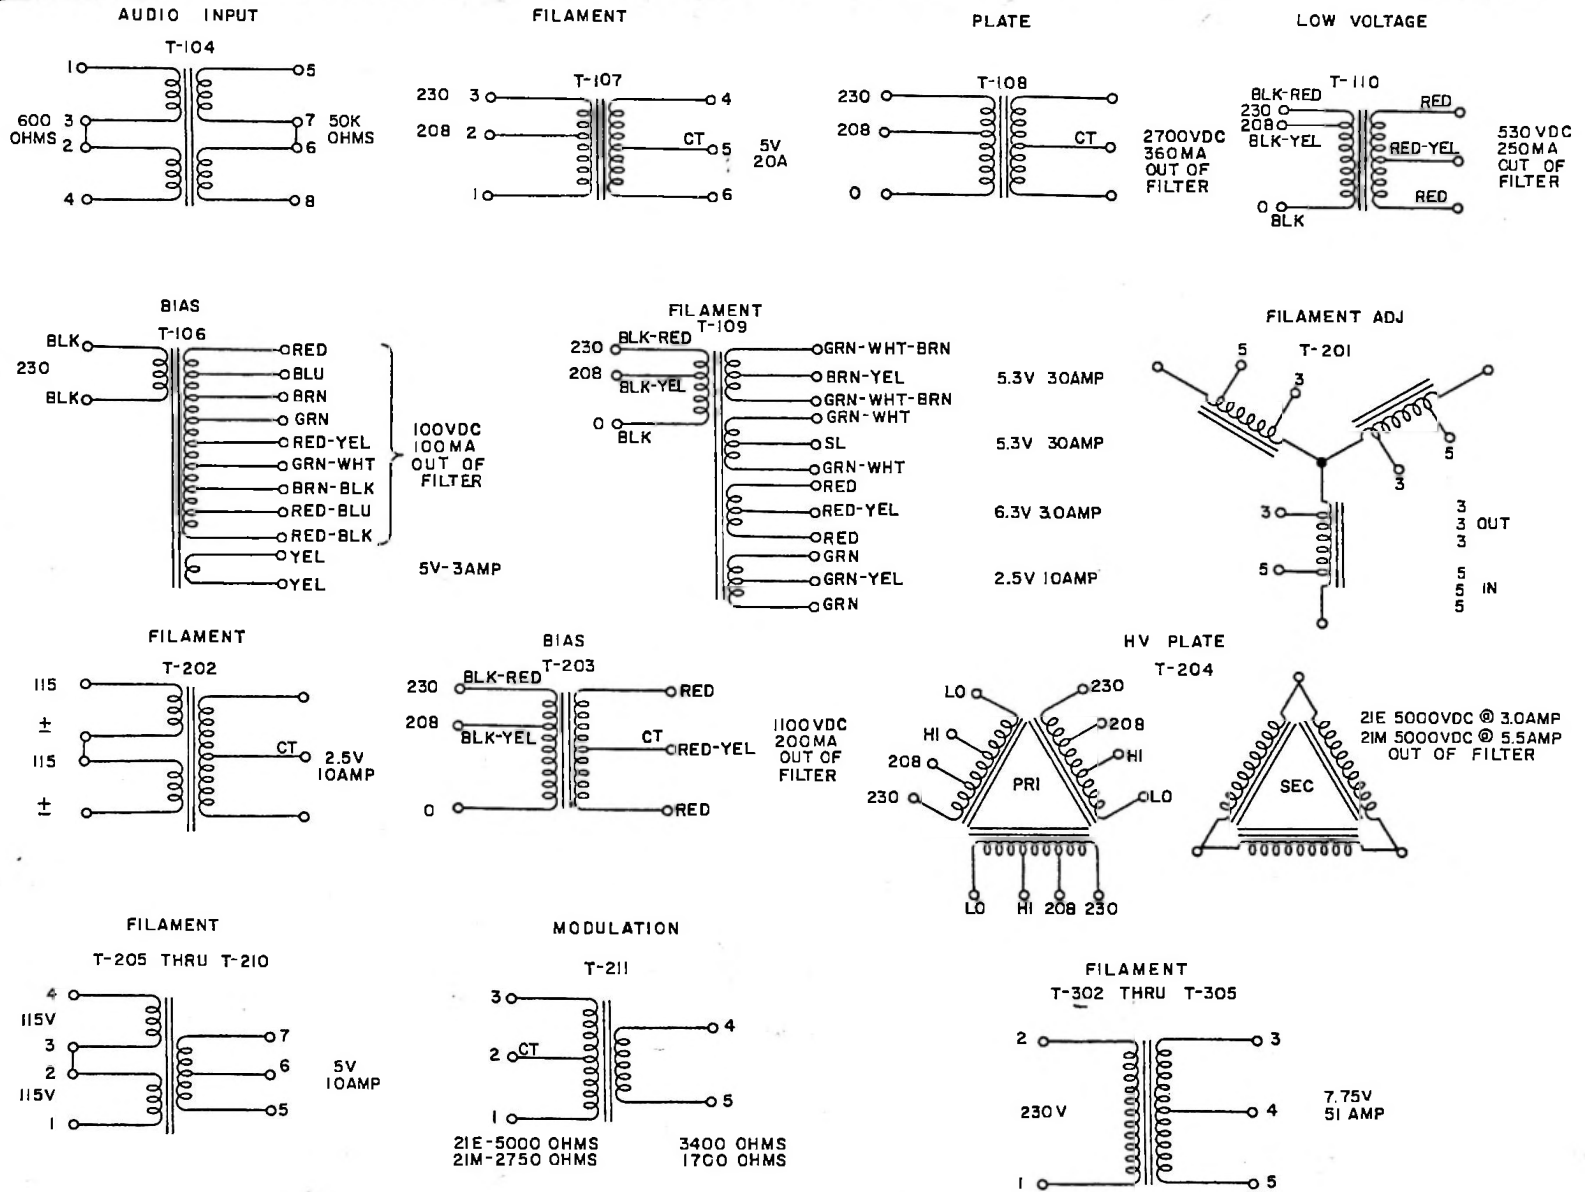 AUDIO INPUT
T-104
1
5
600 OHMS
3
2
7
6
50K OHMS
4
8
FILAMENT
T-107
230 3
208 2
1
4
CT 5
6
5V
20A
PLATE
T-108
230
208
0
CT
2700VDC
360MA
OUT OF
FILTER
LOW VOLTAGE
T-110
BLK-RED
230
208
BLK-YEL
0
BLK
RED
RED-YEL
RED
530VDC
250MA
OUT OF
FILTER
BIAS
T-106
BLK
230
BLK
RED
BLU
BRN
GRN
RED-YEL
GRN-WHT
BRN-BLK
RED-BLU
RED-BLK
YEL
YEL
100VDC
100MA
OUT OF
FILTER
5V-3AMP
FILAMENT
T-109
230 BLK-RED
208
BLK-YEL
0
BLK
GRN-WHT-BRN
BRN-YEL
GRN-WHT-BRN
GRN-WHT
SL
GRN-WHT
RED
RED-YEL
RED
GRN
GRN-YEL
GRN
5.3V 30AMP
5.3V 30AMP
6.3V 3.0AMP
2.5V 10AMP
FILAMENT ADJ
T-201
5
3
5
3
3
5
3
3 OUT
3
5
5 IN
5
FILAMENT
T-202
115
±
115
±
CT
2.5V
10AMP
BIAS
T-203
230 BLK-RED
208
BLK-YEL
0
RED
CT RED-YEL
RED
1100VDC
200MA
OUT OF
FILTER
HV PLATE
T-204
LO
HI
208
230
230
208
HI
LO
PRI
LO HI 208 230
SEC
21E 5000VDC @ 3.0AMP
21M 5000VDC @ 5.5AMP
OUT OF FILTER
FILAMENT
T-205 THRU T-210
4
115V
3
2
115V
1
7
6
5
5V
10AMP
MODULATION
T-211
3
2 CT
1
4
5
21E-5000 OHMS
21M-2750 OHMS
3400 OHMS
1700 OHMS
FILAMENT
T-302 THRU T-305
2
230V
1
3
4
5
7.75V
51 AMP